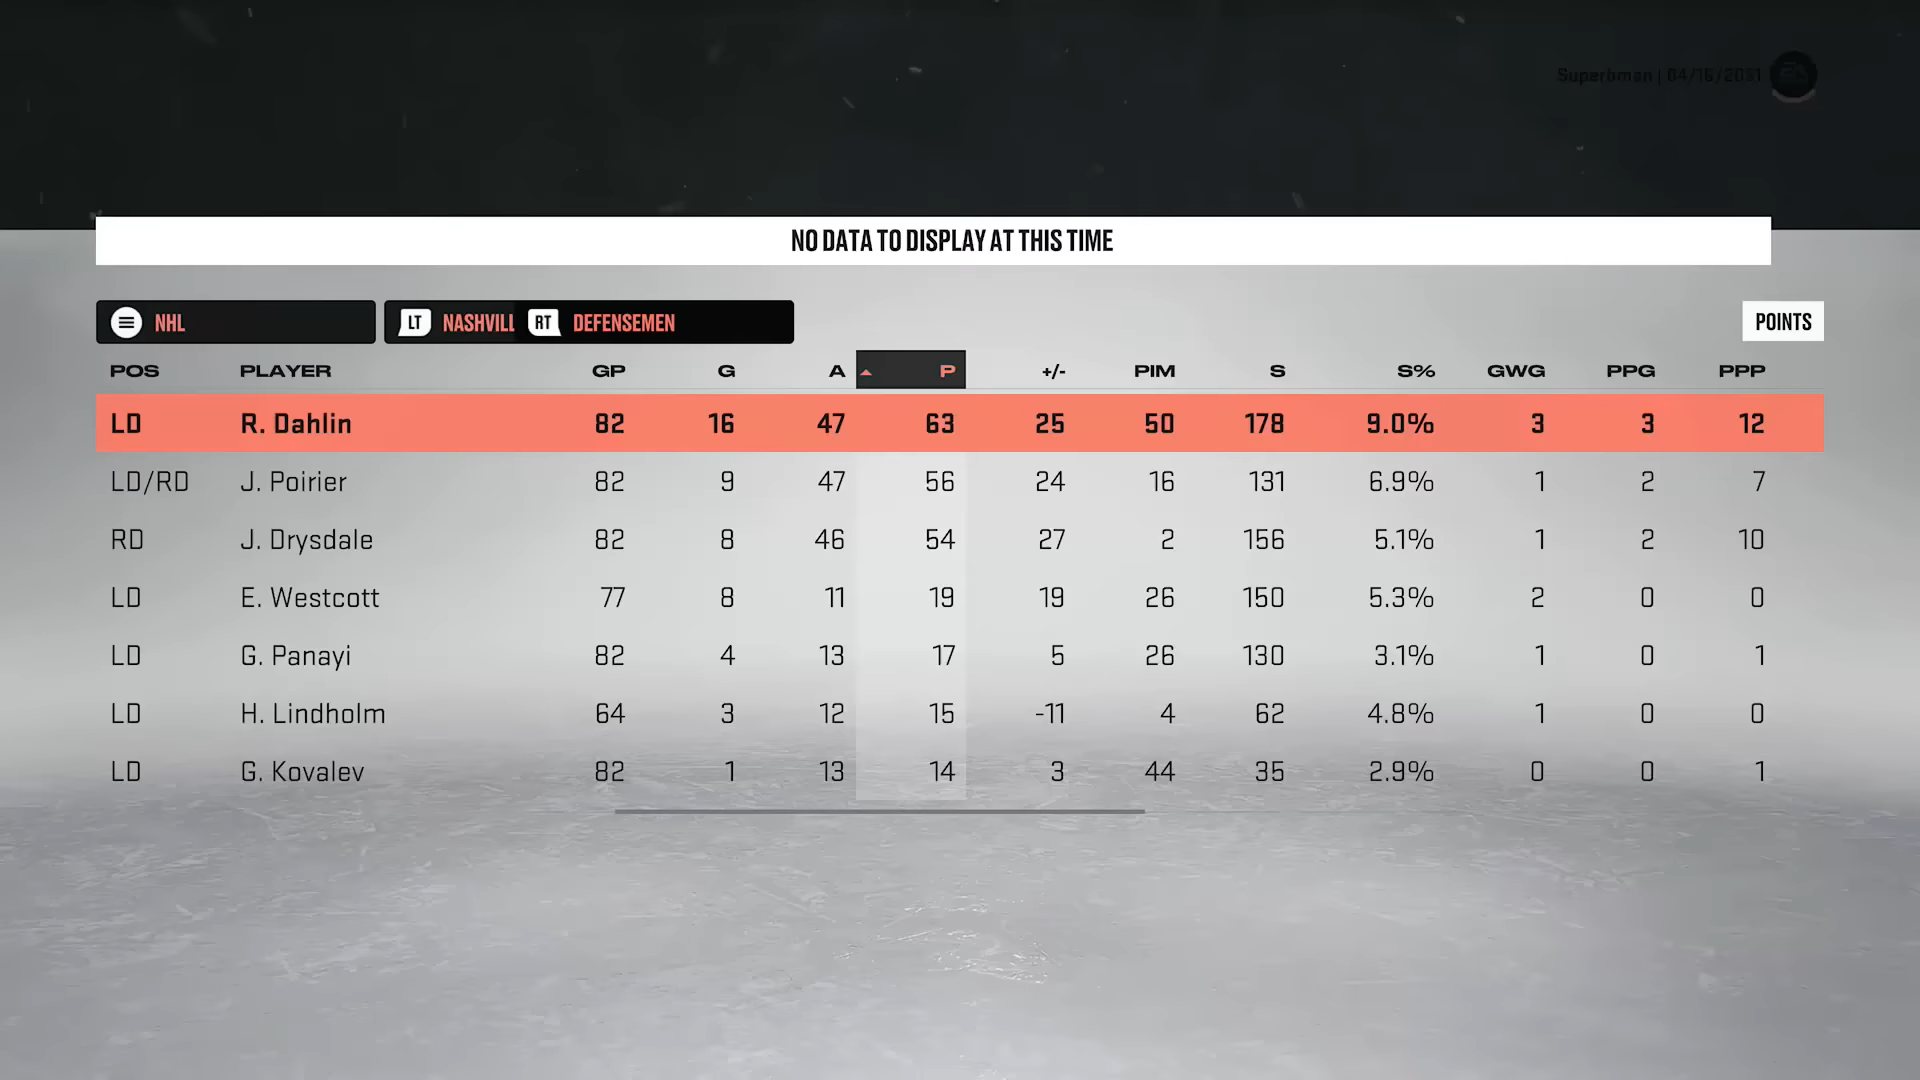 Superbman | 04/16/2031
NO DATA TO DISPLAY AT THIS TIME
NHL LT NASHVILL RT DEFENSEMEN POINTS
POS PLAYER GP G A P +/- PIM S S% GWG PPG PPP
LD R. Dahlin 82 16 47 63 25 50 178 9.0% 3 3 12
LD/RD J. Poirier 82 9 47 56 24 16 131 6.9% 1 2 7
RD J. Drysdale 82 8 46 54 27 2 156 5.1% 1 2 10
LD E. Westcott 77 8 11 19 19 26 150 5.3% 2 0 0
LD G. Panayi 82 4 13 17 5 26 130 3.1% 1 0 1
LD H. Lindholm 64 3 12 15 -11 4 62 4.8% 1 0 0
LD G. Kovalev 82 1 13 14 3 44 35 2.9% 0 0 1